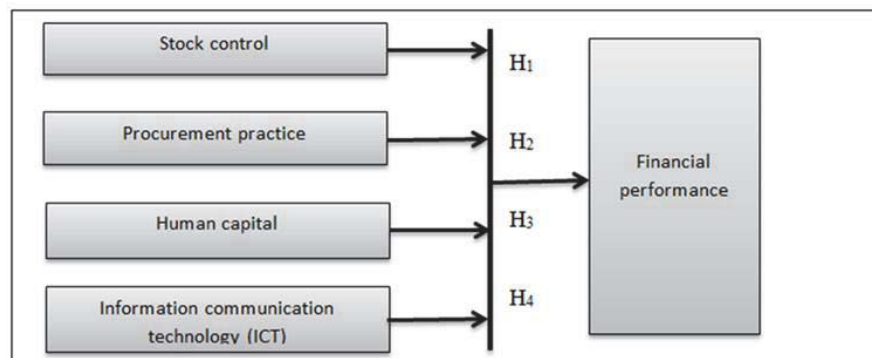 Stock control
H₁
Procurement practice
H₂
Financial
performance
Human capital
H₃
Information communication
technology (ICT)
H₄